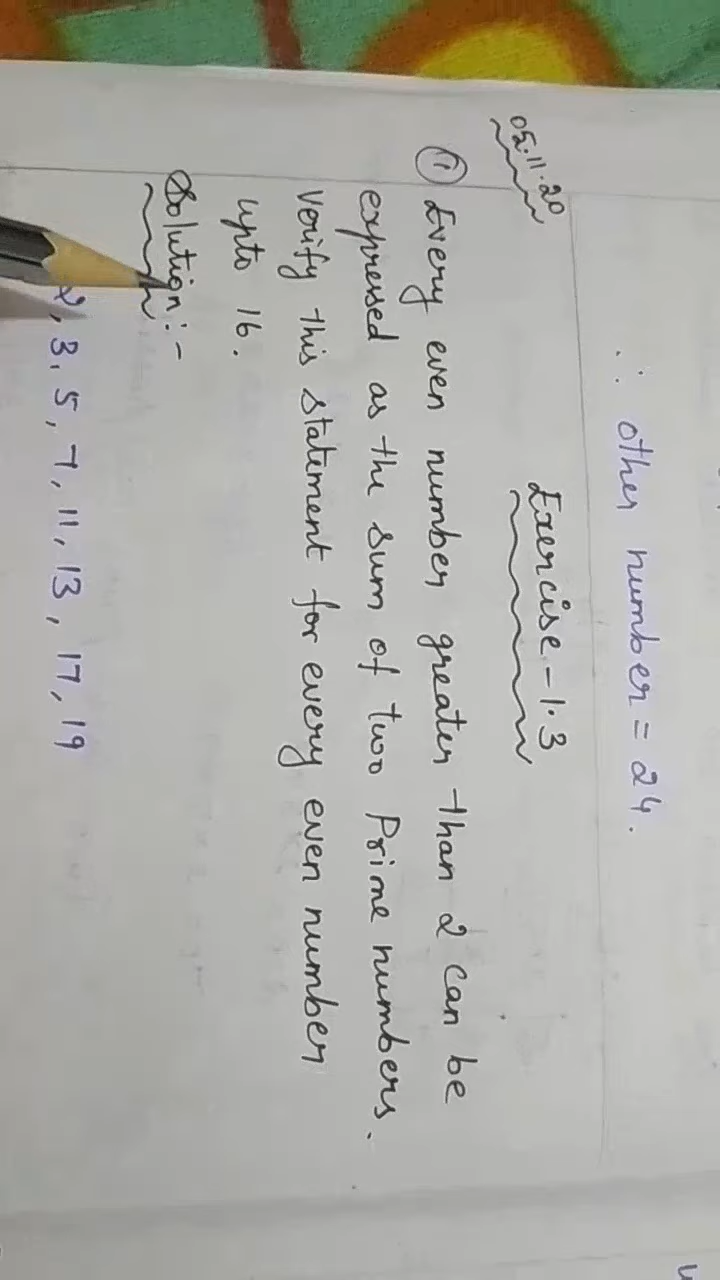 ∴ other number = 24.
Exercise - 1.3
05.11.20
① Every even number greater than 2 can be
expressed as the sum of two Prime numbers.
Verify this statement for every even number
upto 16.
Solution:-
2, 3, 5, 7, 11, 13, 17, 19